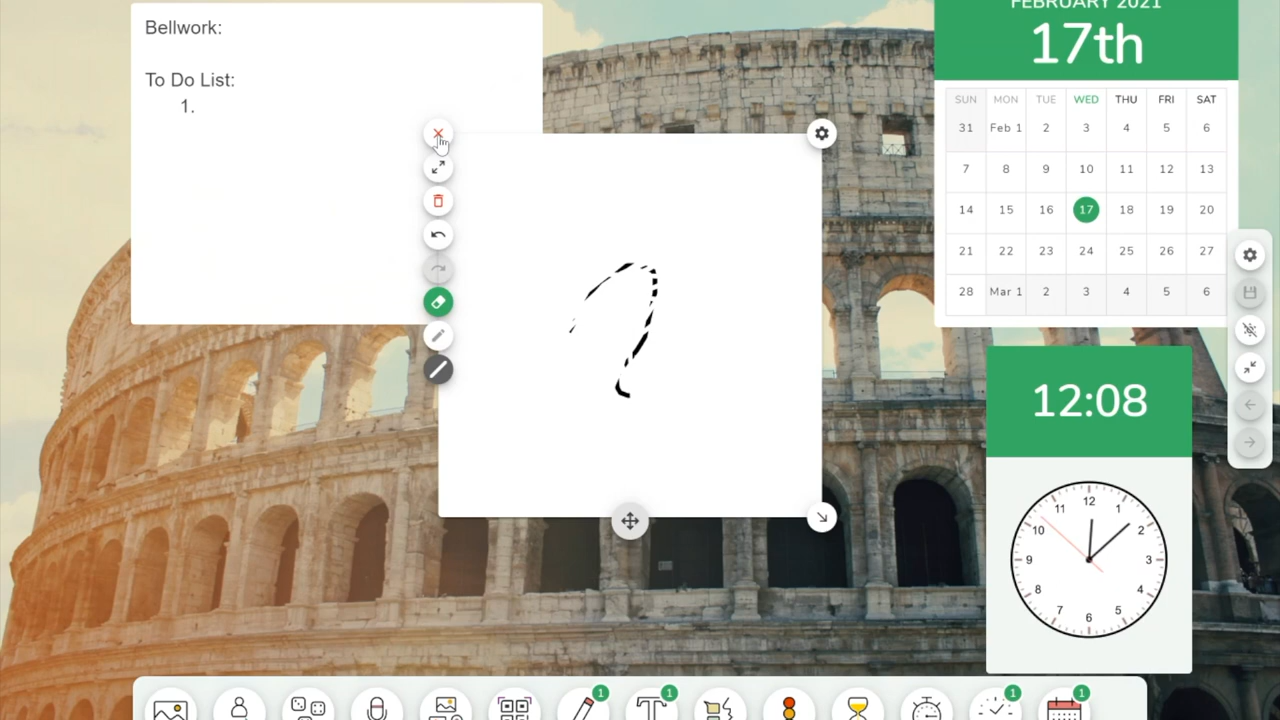 Bellwork:
To Do List:
1.
FEBRUARY 2021
17th
SUN MON TUE WED THU FRI SAT
31 Feb 1 2 3 4 5 6
7 8 9 10 11 12 13
14 15 16 17 18 19 20
21 22 23 24 25 26 27
28 Mar 1 2 3 4 5 6
12:08
12
1
2
3
4
5
6
7
8
9
10
11
1 1 1 1